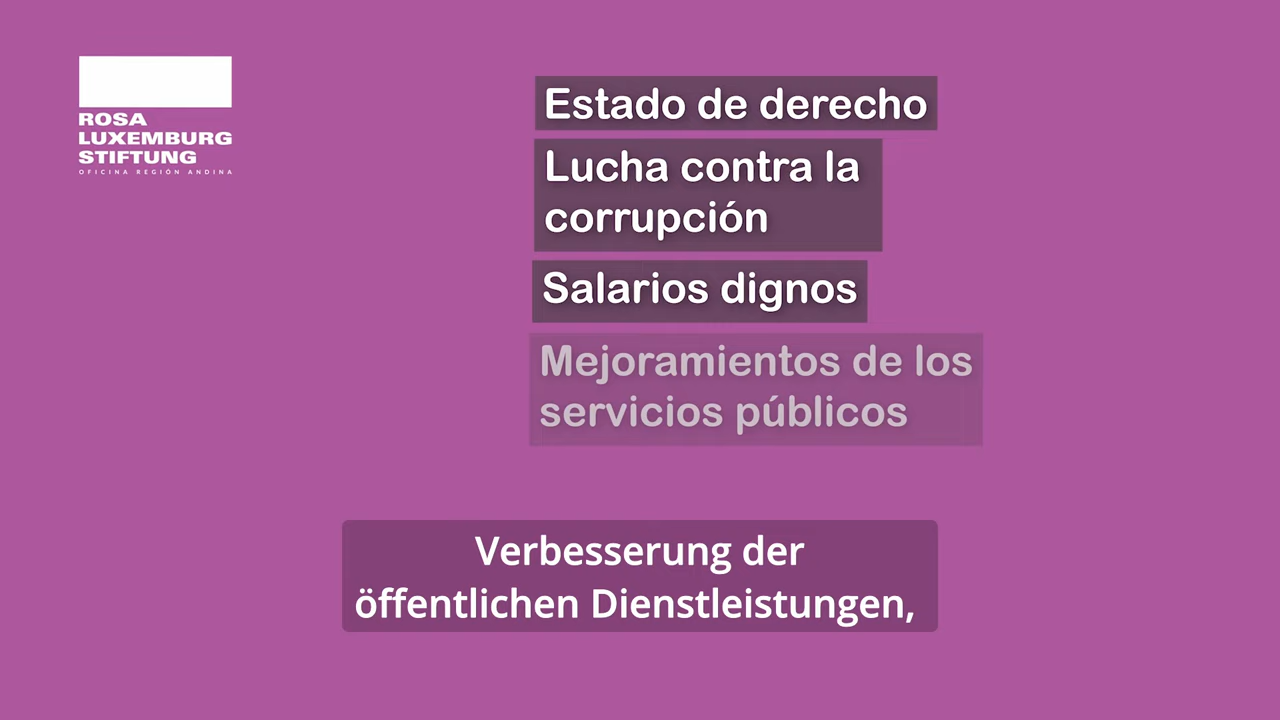 ROSA
LUXEMBURG
STIFTUNG
OFICINA REGIÓN ANDINA
Estado de derecho
Lucha contra la
corrupción
Salarios dignos
Mejoramientos de los
servicios públicos
Verbesserung der
öffentlichen Dienstleistungen,